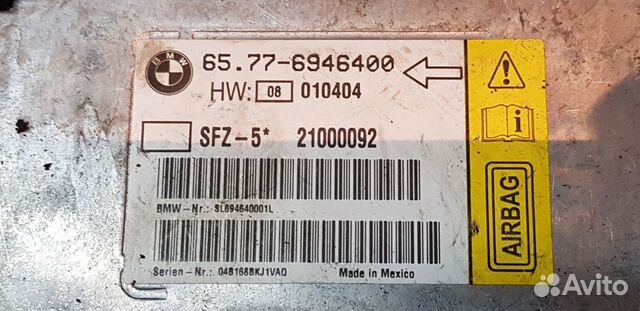 BMW
65.77-6946400
HW: 08 010404
SFZ-5* 21000092
BMW-Nr.: SL694640001L
Serien-Nr.: 04B168BKJ1VAQ Made in Mexico
AIRBAG
Avito